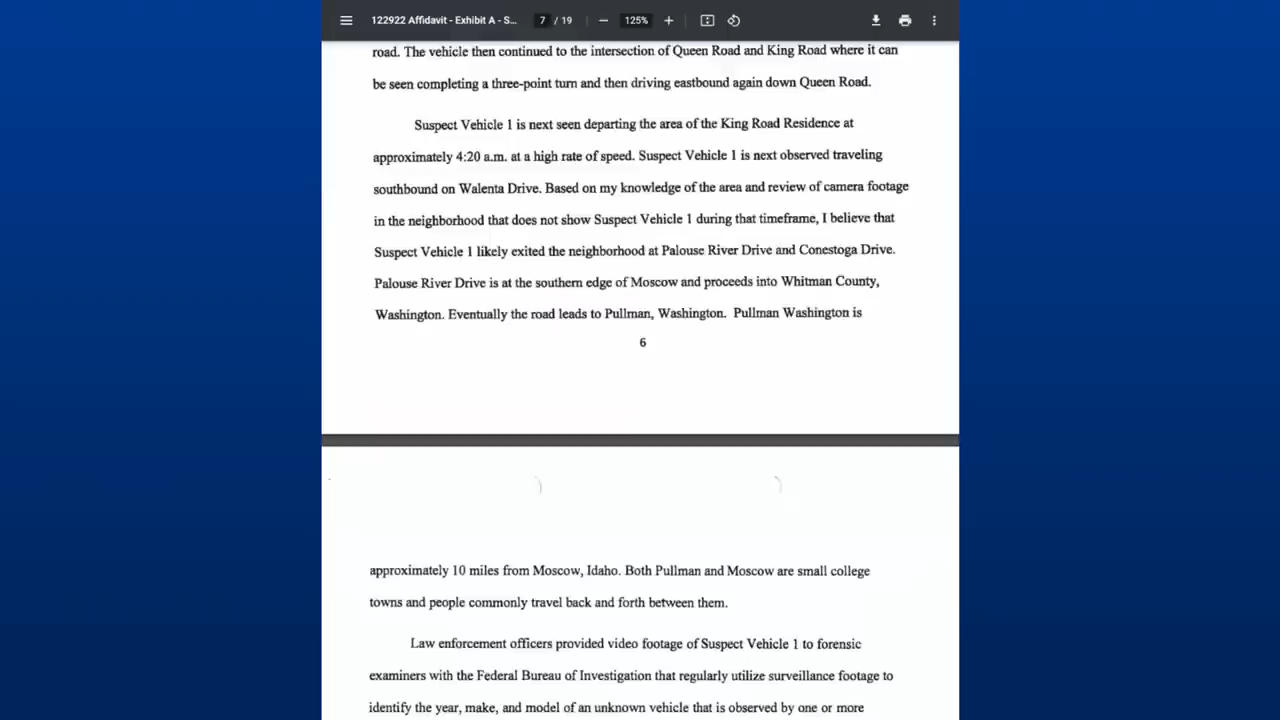 122922 Affidavit - Exhibit A - S... 7 / 19 125%
road. The vehicle then continued to the intersection of Queen Road and King Road where it can
be seen completing a three-point turn and then driving eastbound again down Queen Road.
Suspect Vehicle 1 is next seen departing the area of the King Road Residence at
approximately 4:20 a.m. at a high rate of speed. Suspect Vehicle 1 is next observed traveling
southbound on Walenta Drive. Based on my knowledge of the area and review of camera footage
in the neighborhood that does not show Suspect Vehicle 1 during that timeframe, I believe that
Suspect Vehicle 1 likely exited the neighborhood at Palouse River Drive and Conestoga Drive.
Palouse River Drive is at the southern edge of Moscow and proceeds into Whitman County,
Washington. Eventually the road leads to Pullman, Washington. Pullman Washington is
6
approximately 10 miles from Moscow, Idaho. Both Pullman and Moscow are small college
towns and people commonly travel back and forth between them.
Law enforcement officers provided video footage of Suspect Vehicle 1 to forensic
examiners with the Federal Bureau of Investigation that regularly utilize surveillance footage to
identify the year, make, and model of an unknown vehicle that is observed by one or more